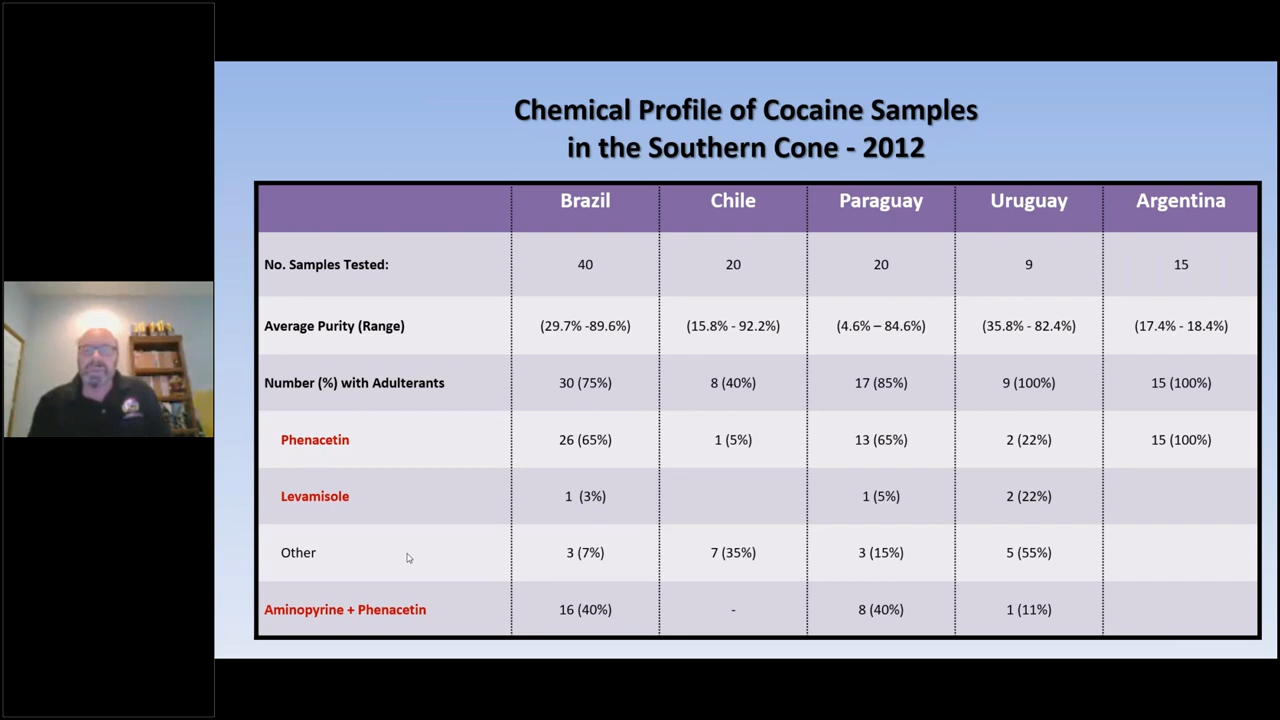 Chemical Profile of Cocaine Samples
in the Southern Cone - 2012
Brazil Chile Paraguay Uruguay Argentina
No. Samples Tested: 40 20 20 9 15
Average Purity (Range) (29.7% -89.6%) (15.8% - 92.2%) (4.6% – 84.6%) (35.8% - 82.4%) (17.4% - 18.4%)
Number (%) with Adulterants 30 (75%) 8 (40%) 17 (85%) 9 (100%) 15 (100%)
Phenacetin 26 (65%) 1 (5%) 13 (65%) 2 (22%) 15 (100%)
Levamisole 1 (3%) 1 (5%) 2 (22%)
Other 3 (7%) 7 (35%) 3 (15%) 5 (55%)
Aminopyrine + Phenacetin 16 (40%) - 8 (40%) 1 (11%)